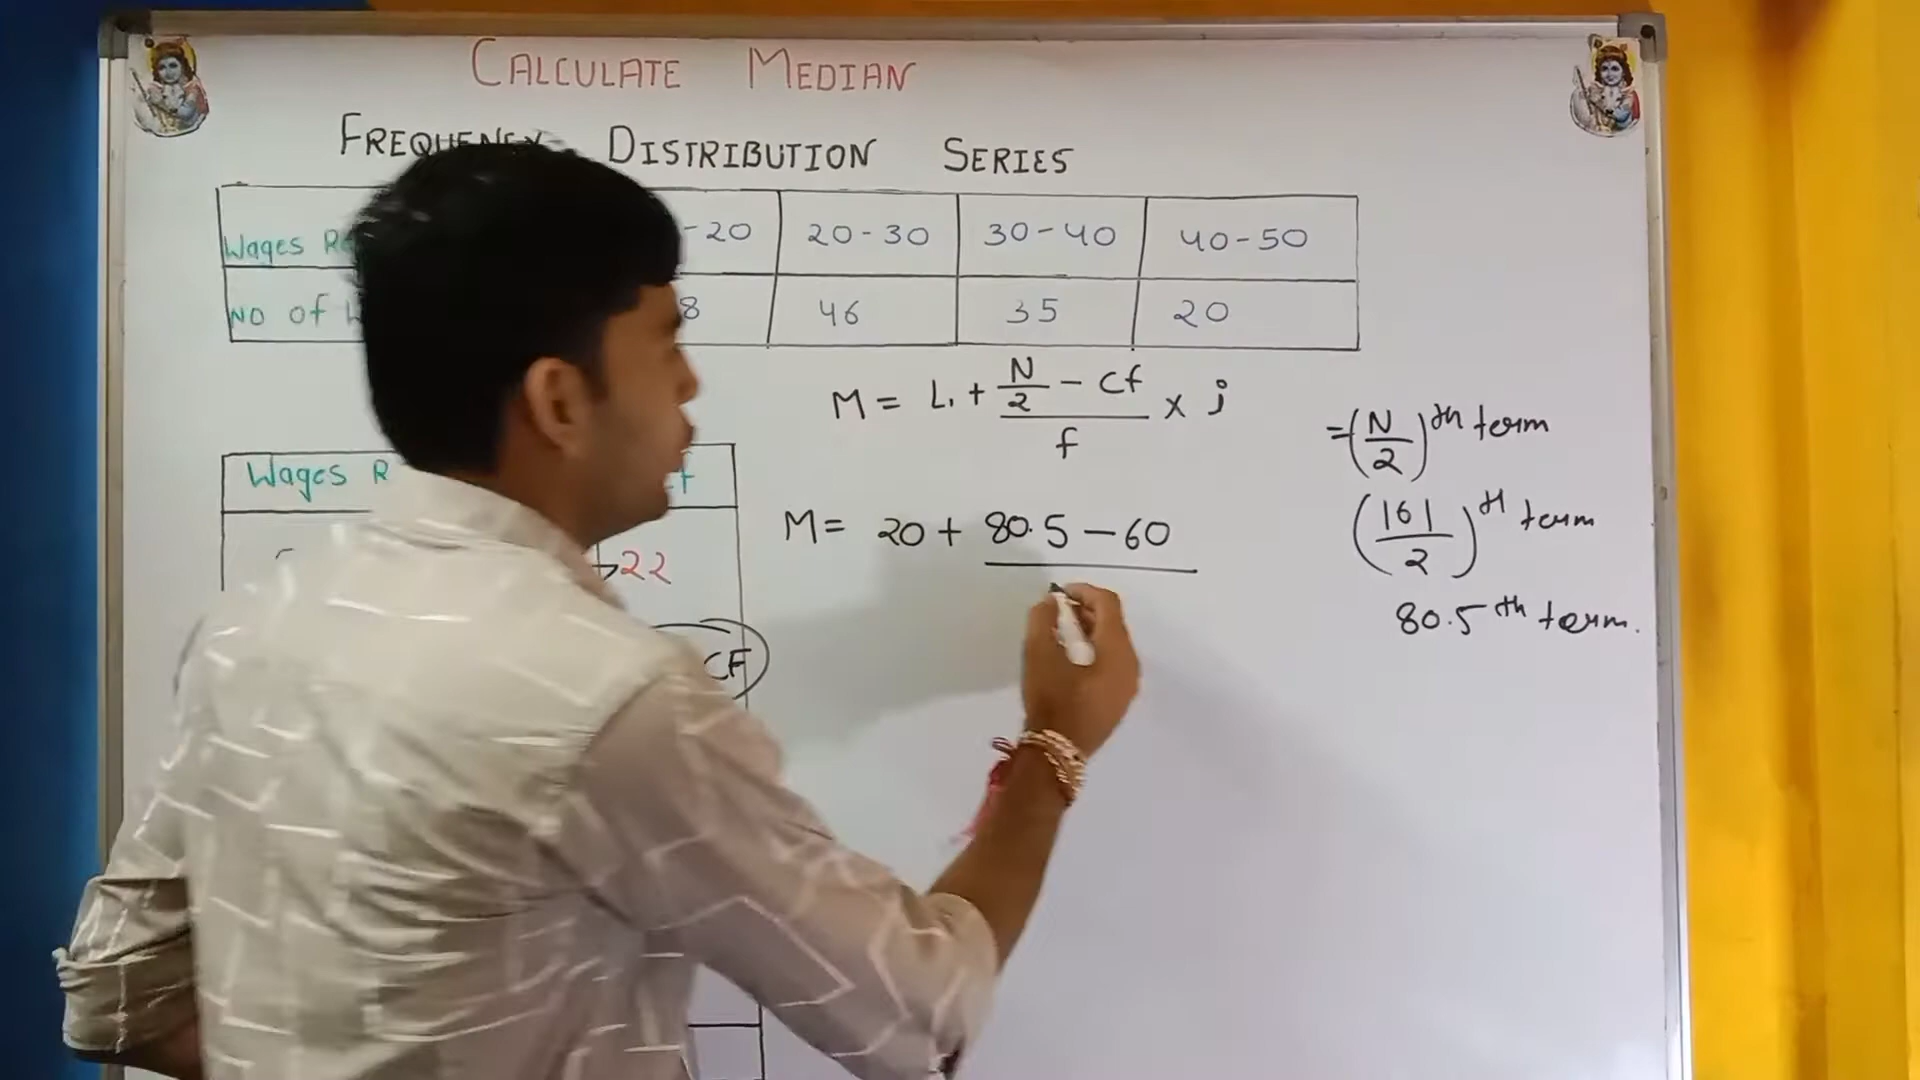 CALCULATE MEDIAN
FREQUENCY DISTRIBUTION SERIES
Wages -20 20-30 30-40 40-50
NO of 8 46 35 20
M = L1 + N/2 - Cf / f x i
=(N/2)th term
Wages R
M = 20 + 80.5 - 60
(161/2)th term
22
80.5th term.
CF